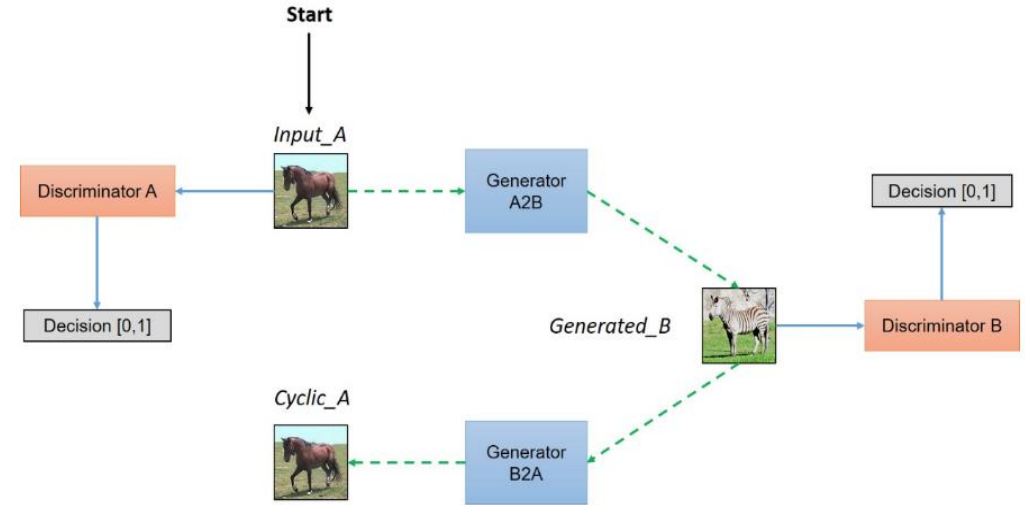 Start
Input_A
Discriminator A
Generator
A2B
Decision [0,1]
Decision [0,1]
Generated_B
Discriminator B
Cyclic_A
Generator
B2A